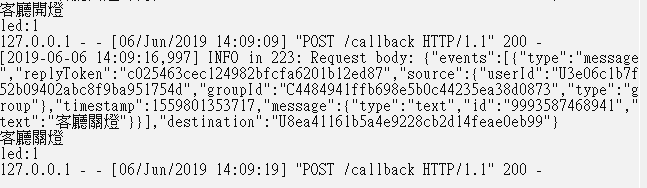 客廳開燈
led:1
127.0.0.1 - - [06/Jun/2019 14:09:09] "POST /callback HTTP/1.1" 200 -
[2019-06-06 14:09:16,997] INFO in 223: Request body: {"events":[{"type":"message
","replyToken":"c025463cec124982bfcfa6201b12ed87","source":{"userId":"U3e06c1b7f
52b09402abc8f9ba951754d","groupId":"C4484941ffb698e5b0c44235ea38d0873","type":"g
roup"},"timestamp":1559801353717,"message":{"type":"text","id":"9993587468941","
text":"客廳關燈"}}],"destination":"U8ea41161b5a4e9228cb2d14feae0eb99"}
客廳關燈
led:1
127.0.0.1 - - [06/Jun/2019 14:09:19] "POST /callback HTTP/1.1" 200 -